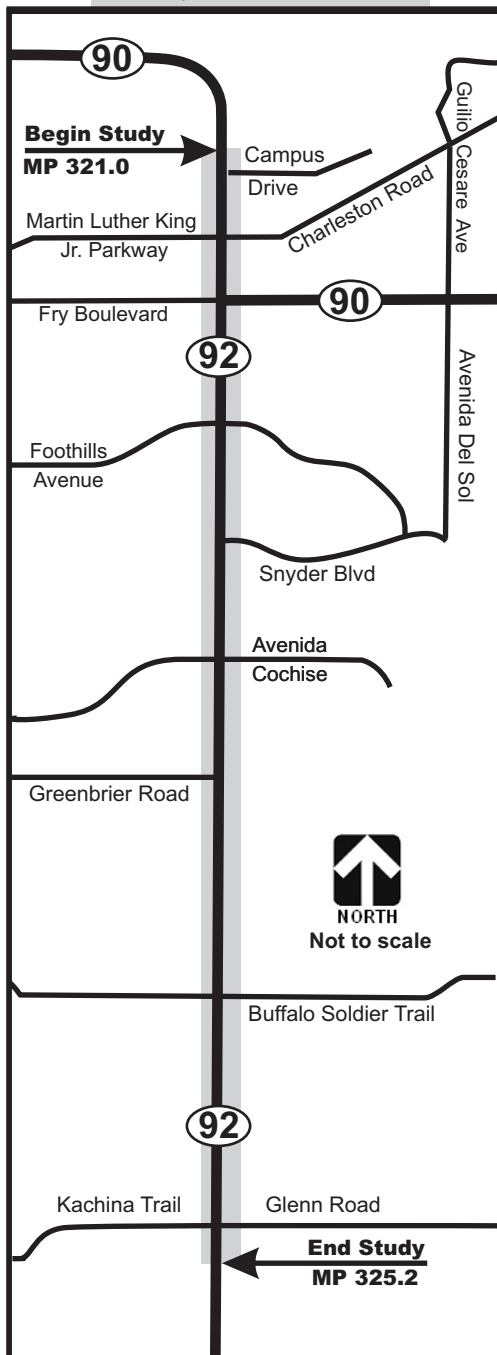 90
Begin Study
MP 321.0
Campus
Drive
Guilio Cesare Ave
Martin Luther King
Jr. Parkway
Charleston Road
Fry Boulevard
90
92
Avenida Del Sol
Foothills
Avenue
Snyder Blvd
Avenida
Cochise
Greenbrier Road
NORTH
Not to scale
Buffalo Soldier Trail
92
Kachina Trail
Glenn Road
End Study
MP 325.2